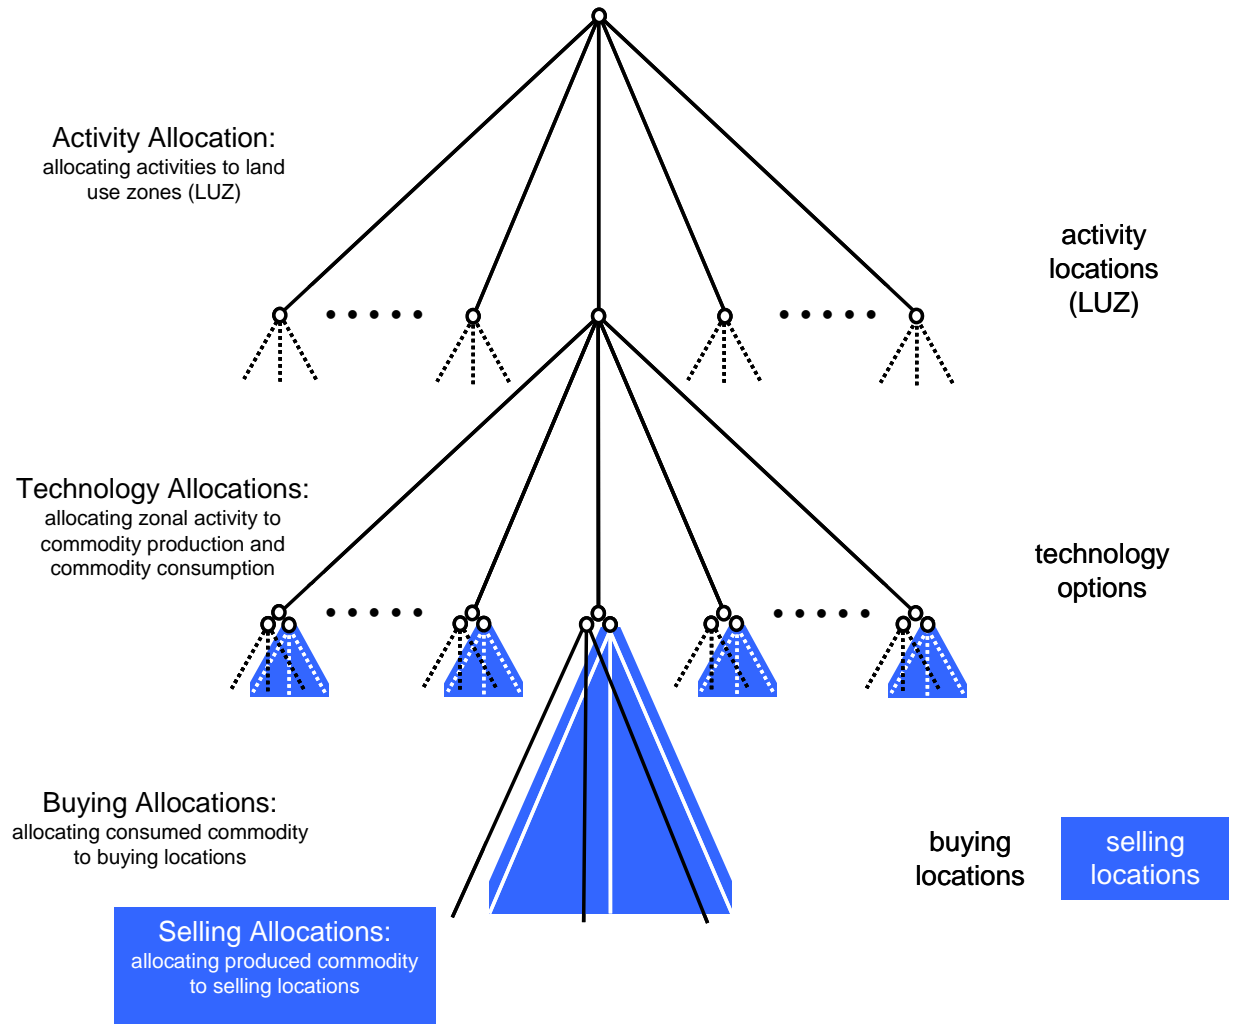 Activity Allocation:
allocating activities to land
use zones (LUZ)
activity
locations
(LUZ)
Technology Allocations:
allocating zonal activity to
commodity production and
commodity consumption
technology
options
Buying Allocations:
allocating consumed commodity
to buying locations
buying
locations
selling
locations
Selling Allocations:
allocating produced commodity
to selling locations